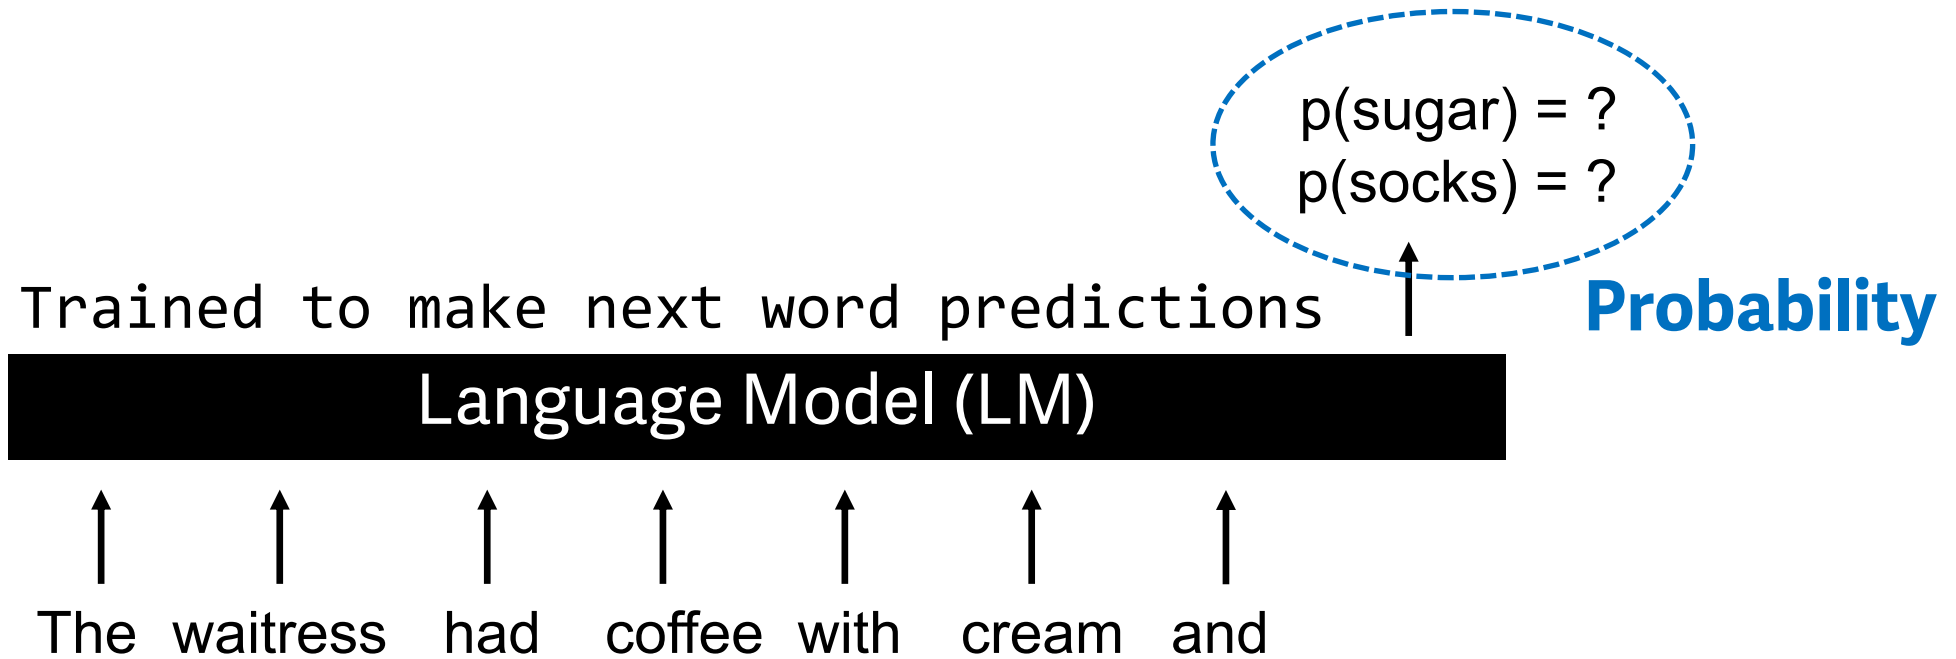 p(sugar) = ?
p(socks) = ?
Trained to make next word predictions
Probability
Language Model (LM)
The waitress had coffee with cream and